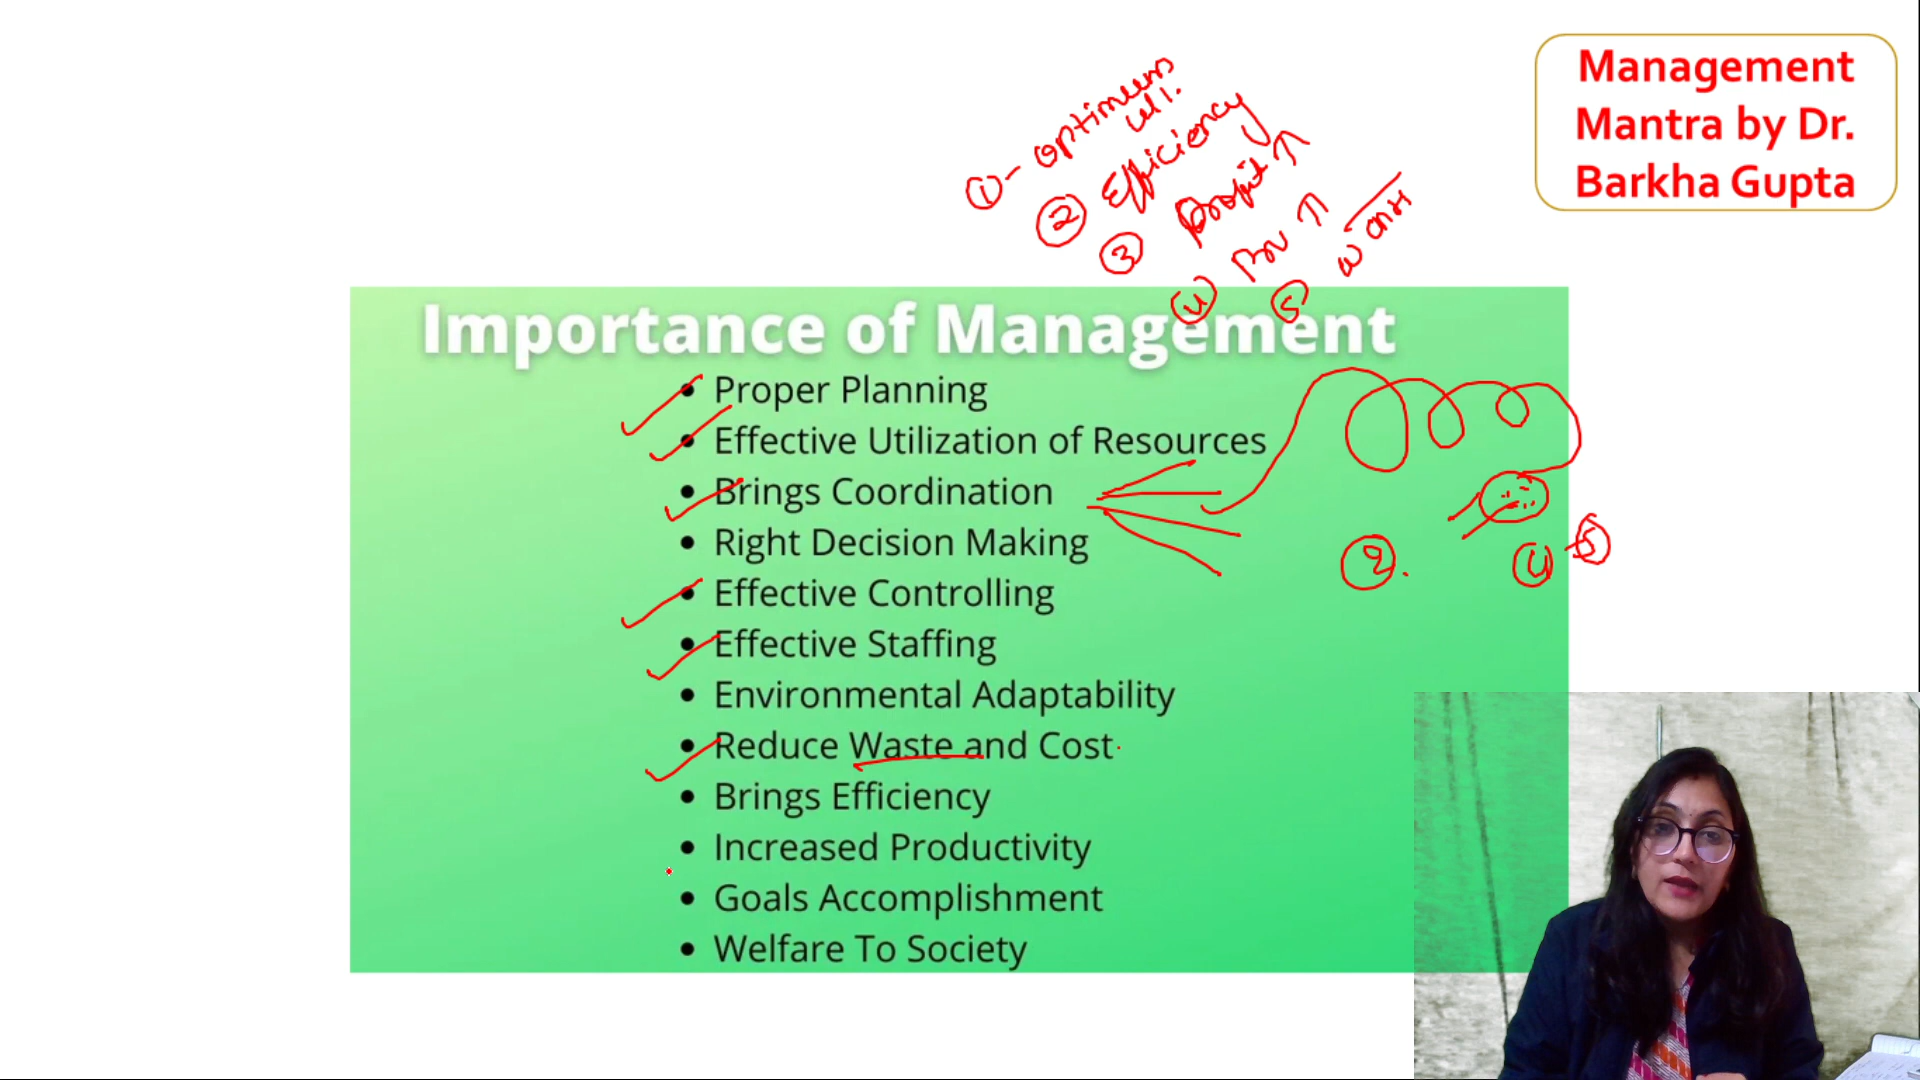 Management
Mantra by Dr.
Barkha Gupta
① -
② Efficiency
③ Profit ↑
④ ↑
⑤
Importance of Management
• Proper Planning
• Effective Utilization of Resources
• Brings Coordination
• Right Decision Making
• Effective Controlling
• Effective Staffing
• Environmental Adaptability
• Reduce Waste and Cost
• Brings Efficiency
• Increased Productivity
• Goals Accomplishment
• Welfare To Society